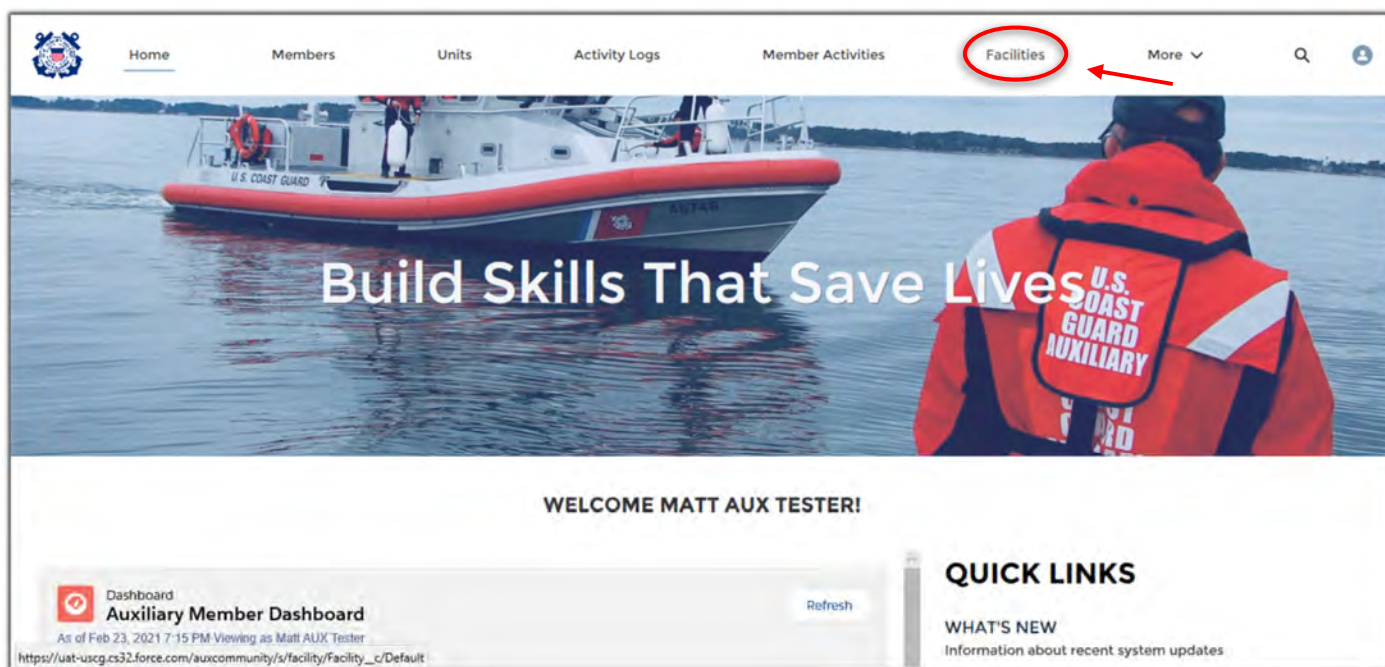 Home Members Units Activity Logs Member Activities Facilities More
U.S. COAST GUARD
45746
Build Skills That Save Lives
U.S.
COAST
GUARD
AUXILIARY
WELCOME MATT AUX TESTER!
Dashboard
Auxiliary Member Dashboard
Refresh
As of Feb 23, 2021 7:15 PM·Viewing as Matt AUX Tester
https://uat-uscg.cs32.force.com/auxcommunity/s/facility/Facility__c/Default
QUICK LINKS
WHAT'S NEW
Information about recent system updates